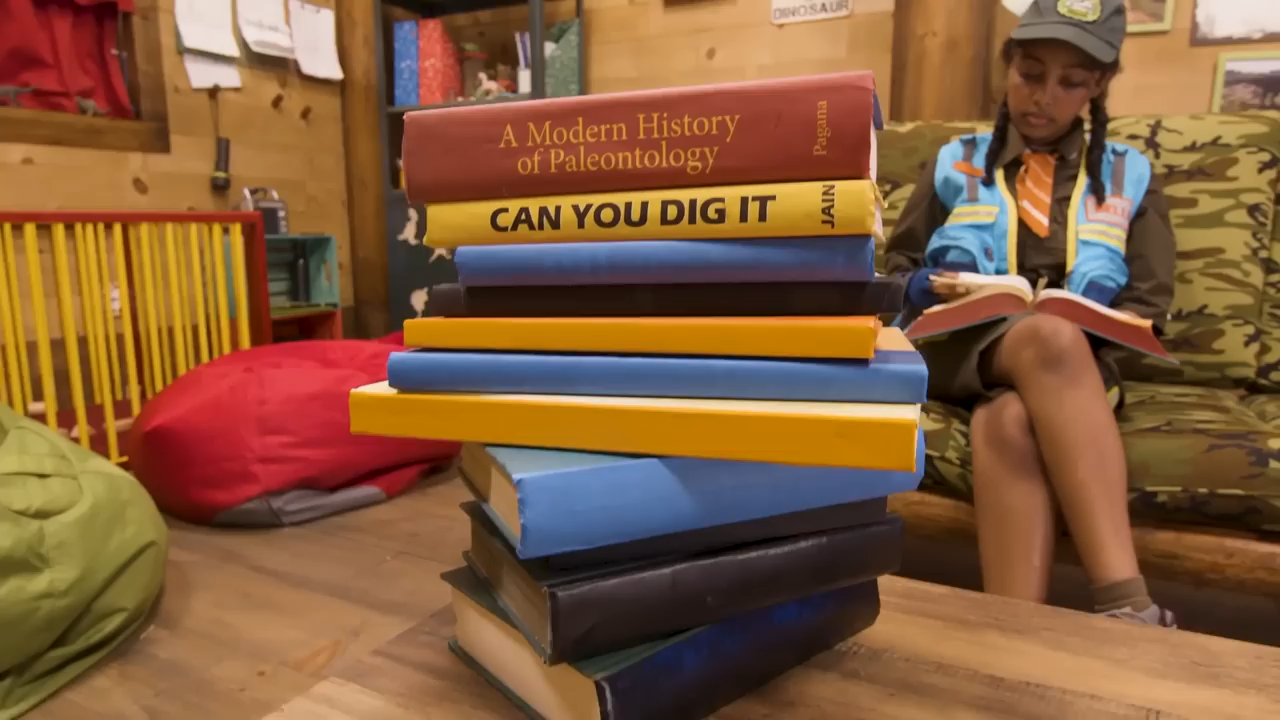 DINOSAUR
A Modern History
of Paleontology
Pagana
CAN YOU DIG IT
JAIN